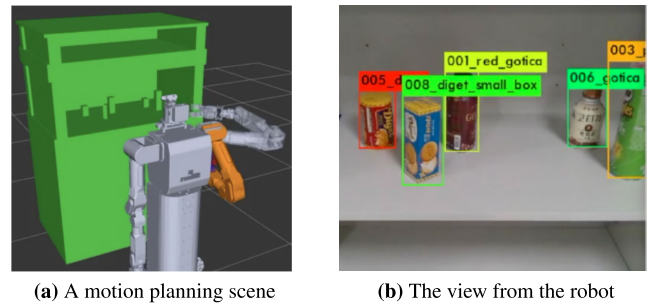 003_
001_red_gotica
005_d
008_diget_small_box
006_gotica
(a) A motion planning scene
(b) The view from the robot